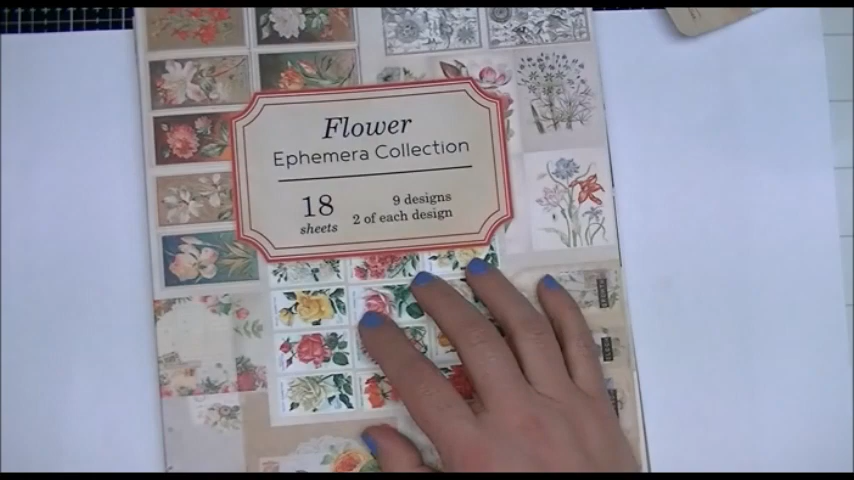 Flower
Ephemera Collection
18
sheets
9 designs
2 of each design